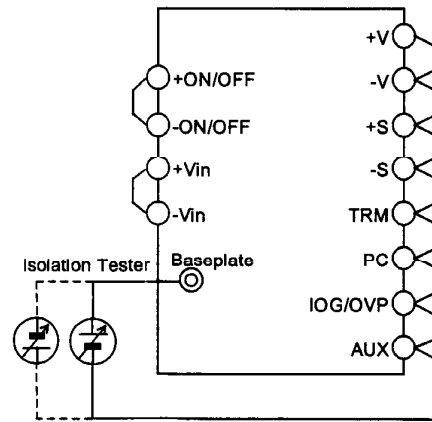 +V
+ON/OFF
-V
-ON/OFF
+S
+Vin
-S
-Vin
TRM
Isolation Tester
Baseplate
PC
IOG/OVP
AUX